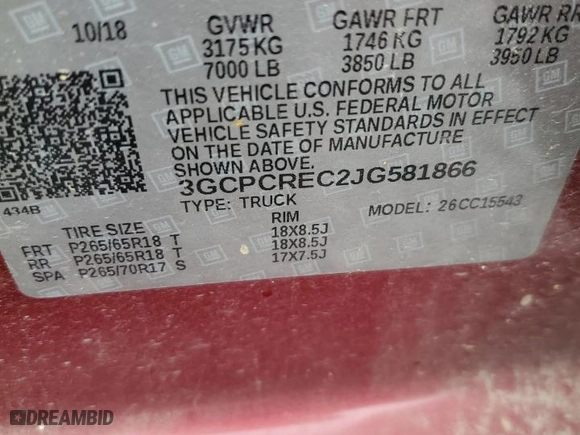 10/18 GVWR GAWR FRT GAWR RR
3175 KG 1746 KG 1792 KG
7000 LB 3850 LB 3950 LB
THIS VEHICLE CONFORMS TO ALL
APPLICABLE U.S. FEDERAL MOTOR
VEHICLE SAFETY STANDARDS IN EFFECT
ON THE DATE OF MANUFACTURE
SHOWN ABOVE.
3GCPCREC2JG581866
434B TYPE: TRUCK MODEL: 26CC15543
TIRE SIZE RIM
FRT P265/65R18 T 18X8.5J
RR P265/65R18 T 18X8.5J
SPA P265/70R17 S 17X7.5J
DREAMBID